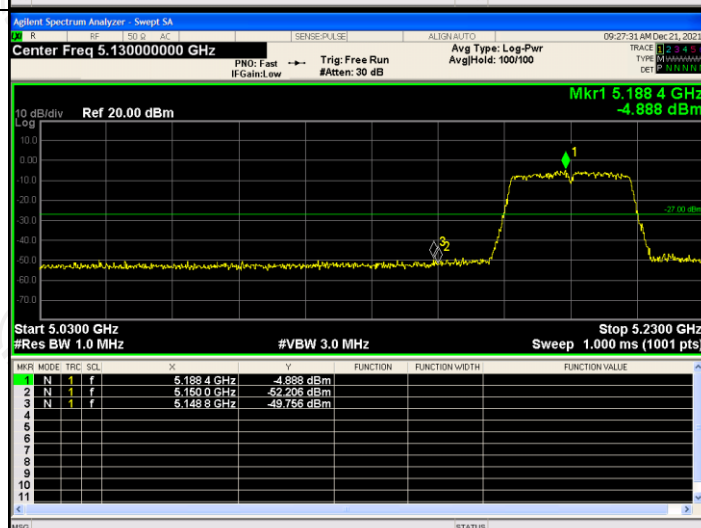 Agilent Spectrum Analyzer - Swept SA
R RF 50 Ω AC SENSE:PULSE ALIGN AUTO 09:27:31 AM Dec 21, 2021
Center Freq 5.130000000 GHz Avg Type: Log-Pwr TRACE 1 2 3 4 5
PNO: Fast Trig: Free Run Avg|Hold: 100/100 TYPE M
IFGain:Low #Atten: 30 dB DET P N N N N
Mkr1 5.188 4 GHz
10 dB/div Ref 20.00 dBm -4.888 dBm
Log
10.0
0.00
1
-10.0
-20.0
-27.00 dBm
-30.0
-40.0
3 2
-50.0
-60.0
-70.0
Start 5.0300 GHz Stop 5.2300 GHz
#Res BW 1.0 MHz #VBW 3.0 MHz Sweep 1.000 ms (1001 pts)
MKR MODE TRC SCL X Y FUNCTION FUNCTION WIDTH FUNCTION VALUE
1 N 1 f 5.188 4 GHz -4.888 dBm
2 N 1 f 5.150 0 GHz -52.206 dBm
3 N 1 f 5.148 8 GHz -49.756 dBm
4
5
6
7
8
9
10
11
MSG STATUS